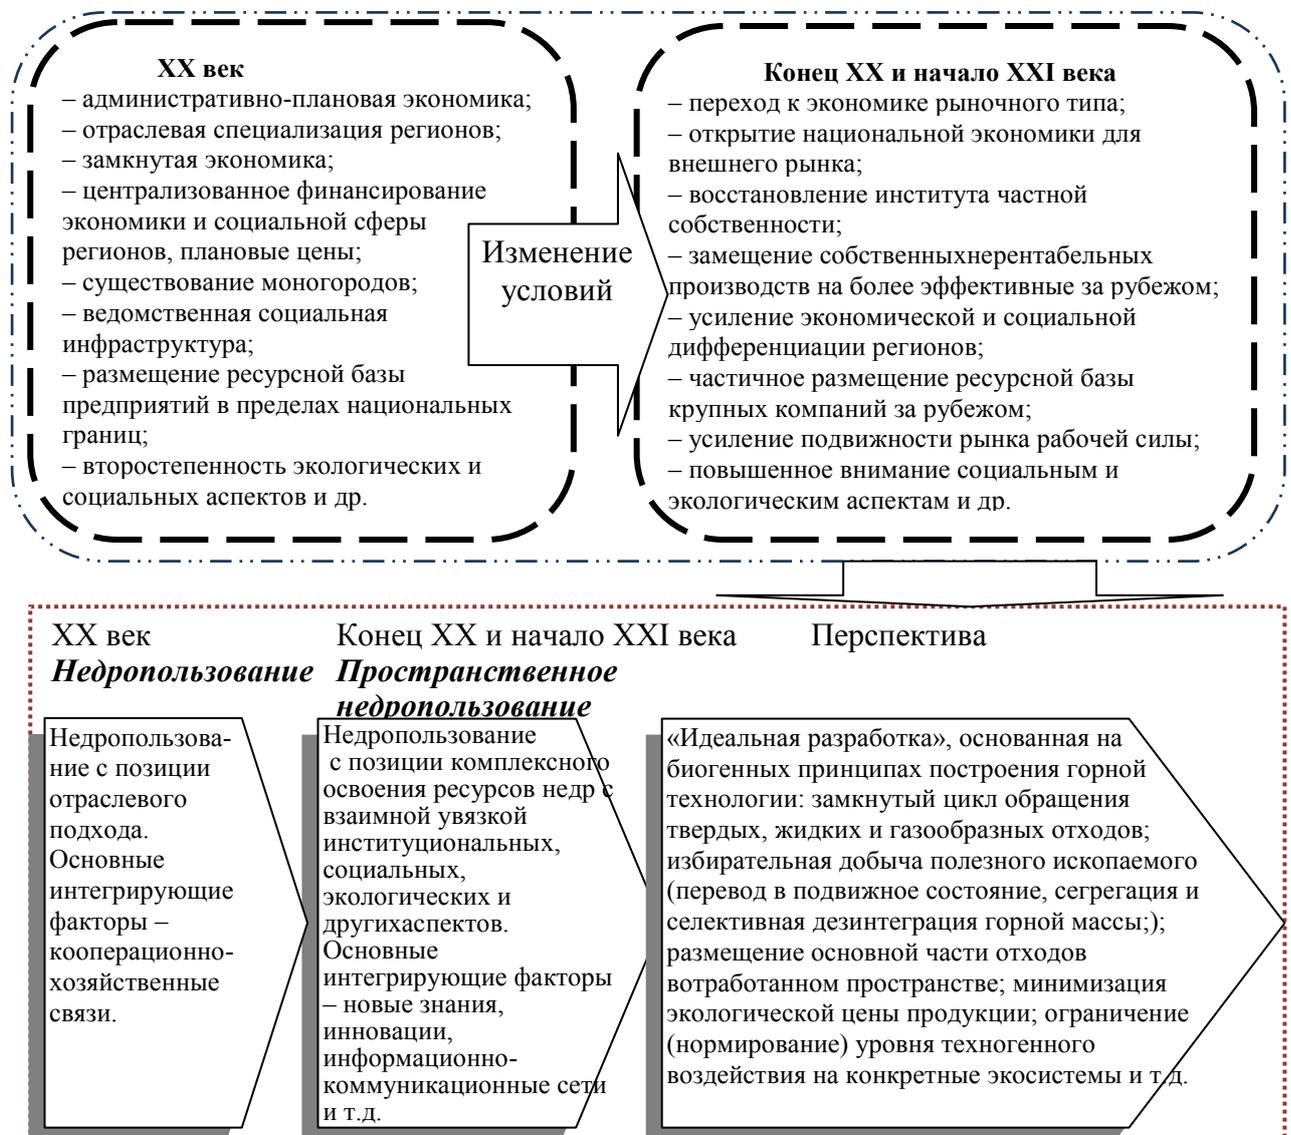 XX век
– административно-плановая экономика;
– отраслевая специализация регионов;
– замкнутая экономика;
– централизованное финансирование
экономики и социальной сферы
регионов, плановые цены;
– существование моногородов;
– ведомственная социальная
инфраструктура;
– размещение ресурсной базы
предприятий в пределах национальных
границ;
– второстепенность экологических и
социальных аспектов и др.
Изменение
условий
Конец XX и начало XXI века
– переход к экономике рыночного типа;
– открытие национальной экономики для
внешнего рынка;
– восстановление института частной
собственности;
– замещение собственныхнерентабельных
производств на более эффективные за рубежом;
– усиление экономической и социальной
дифференциации регионов;
– частичное размещение ресурсной базы
крупных компаний за рубежом;
– усиление подвижности рынка рабочей силы;
– повышенное внимание социальным и
экологическим аспектам и др.
XX век
Недропользование
Конец XX и начало XXI века
Пространственное
недропользование
Перспектива
Недропользова-
ние с позиции
отраслевого
подхода.
Основные
интегрирующие
факторы –
кооперационно-
хозяйственные
связи.
Недропользование
с позиции комплексного
освоения ресурсов недр с
взаимной увязкой
институциональных,
социальных,
экологических и
другихаспектов.
Основные
интегрирующие факторы
– новые знания,
инновации,
информационно-
коммуникационные сети
и т.д.
«Идеальная разработка», основанная на
биогенных принципах построения горной
технологии: замкнутый цикл обращения
твердых, жидких и газообразных отходов;
избирательная добыча полезного ископаемого
(перевод в подвижное состояние, сегрегация и
селективная дезинтеграция горной массы;);
размещение основной части отходов
вотработанном пространстве; минимизация
экологической цены продукции; ограничение
(нормирование) уровня техногенного
воздействия на конкретные экосистемы и т.д.